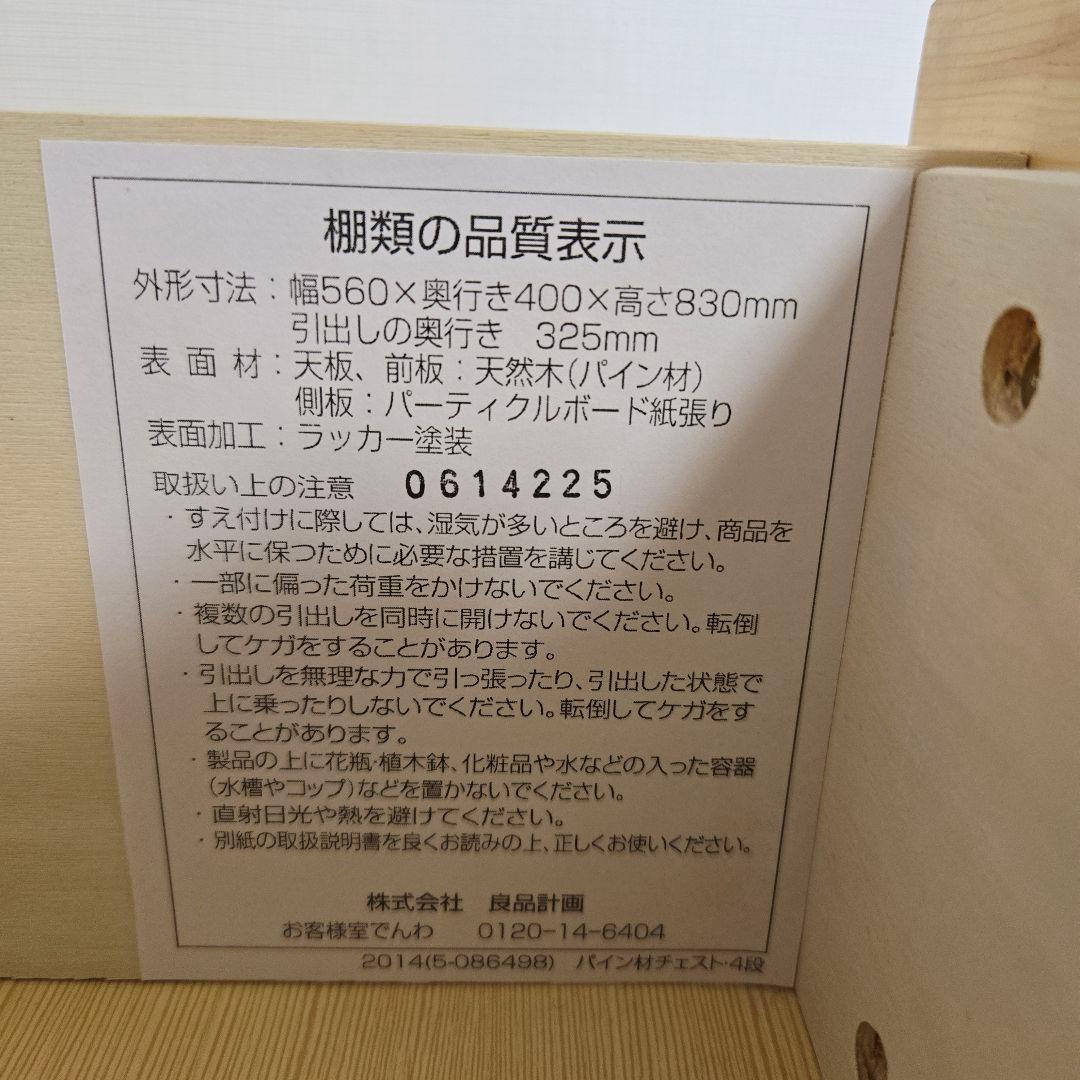 棚類の品質表示
外形寸法：幅560×奥行き400×高さ830mm
引出しの奥行き　325mm
表 面 材：天板、前板：天然木(パイン材)
側板：パーティクルボード紙張り
表面加工：ラッカー塗装
取扱い上の注意　0614225
・すえ付けに際しては、湿気が多いところを避け、商品を
水平に保つために必要な措置を講じてください。
・一部に偏った荷重をかけないでください。
・複数の引出しを同時に開けないでください。転倒
してケガをすることがあります。
・引出しを無理な力で引っ張ったり、引出した状態で
上に乗ったりしないでください。転倒してケガをす
ることがあります。
・製品の上に花瓶・植木鉢、化粧品や水などの入った容器
(水槽やコップ)などを置かないでください。
・直射日光や熱を避けてください。
・別紙の取扱説明書を良くお読みの上、正しくお使いください。
株式会社　良品計画
お客様室でんわ　0120-14-6404
2014(5-086498)　パイン材チェスト・4段